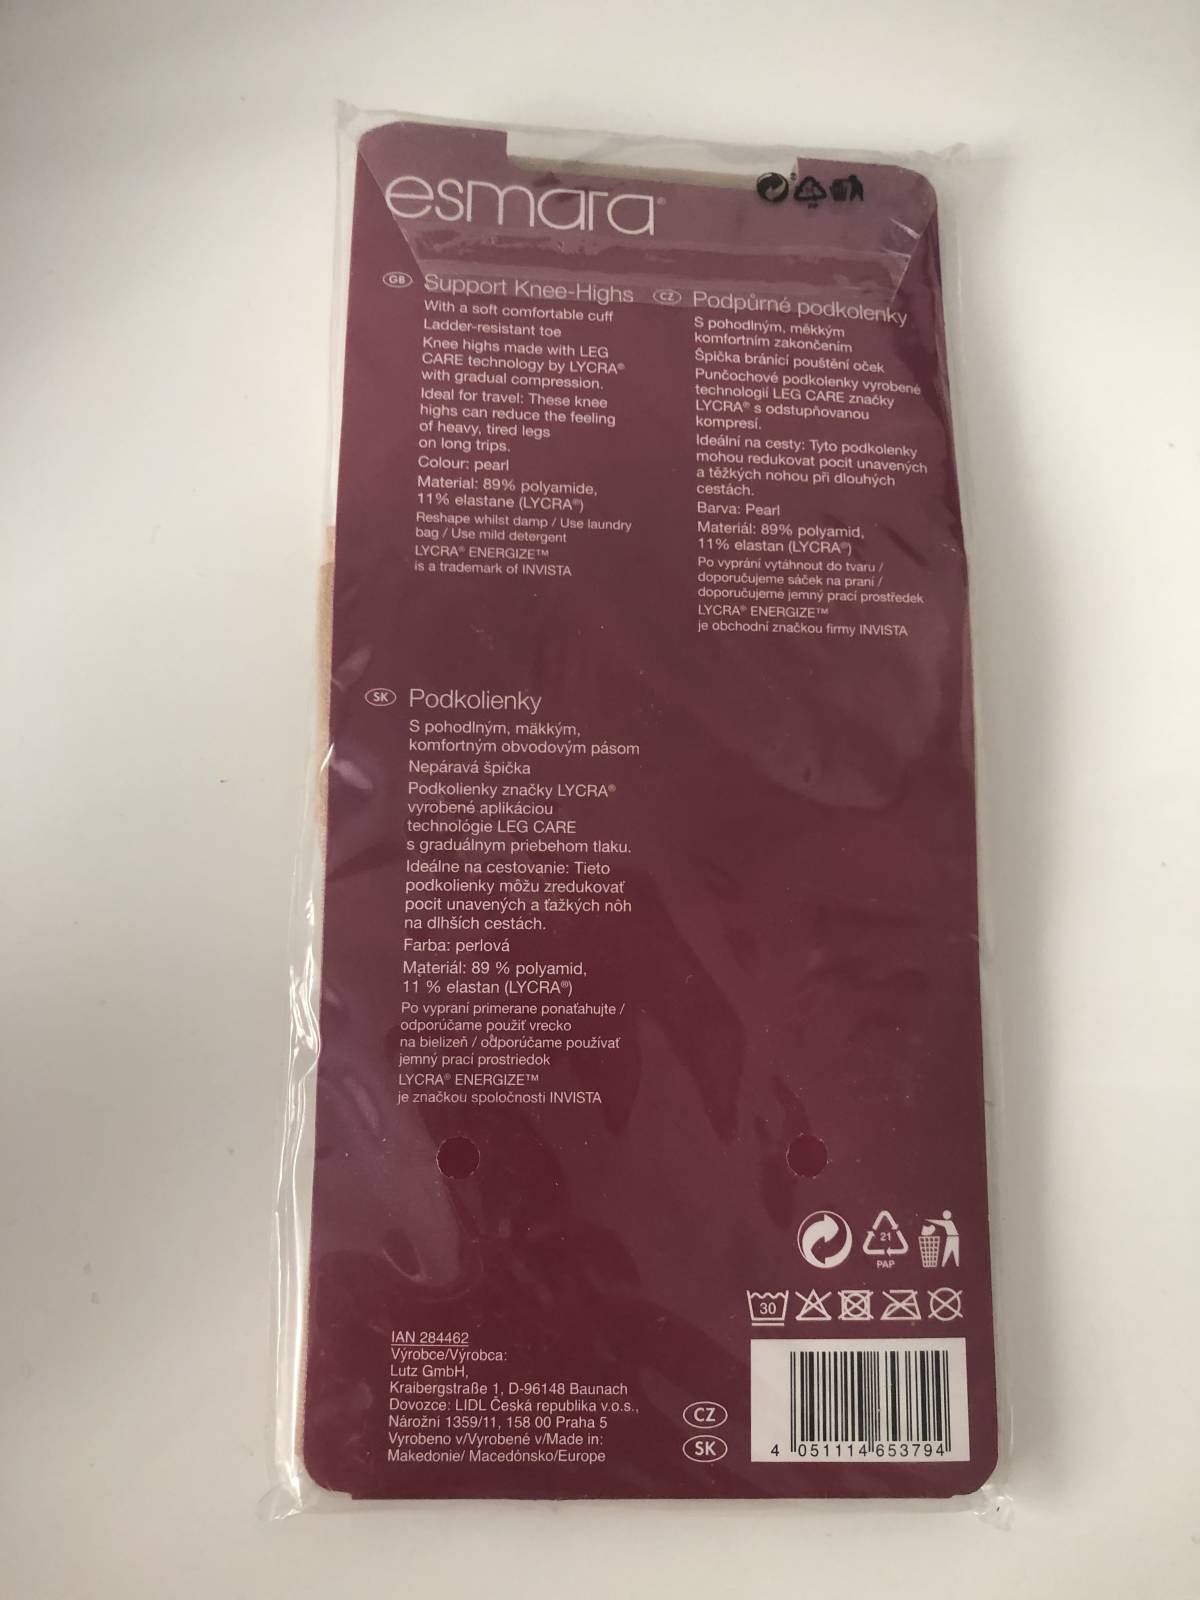 esmara®
GB Support Knee-Highs
With a soft comfortable cuff
Ladder-resistant toe
Knee highs made with LEG
CARE technology by LYCRA®
with gradual compression.
Ideal for travel: These knee
highs can reduce the feeling
of heavy, tired legs
on long trips.
Colour: pearl
Material: 89% polyamide,
11% elastane (LYCRA®)
Reshape whilst damp / Use laundry
bag / Use mild detergent
LYCRA® ENERGIZE™
is a trademark of INVISTA
CZ Podpůrné podkolenky
S pohodlným, měkkým
komfortním zakončením
Špička bránící pouštění oček
Punčochové podkolenky vyrobené
technologií LEG CARE značky
LYCRA® s odstupňovanou
kompresí.
Ideální na cesty: Tyto podkolenky
mohou redukovat pocit unavených
a těžkých nohou při dlouhých
cestách.
Barva: Pearl
Materiál: 89% polyamid,
11% elastan (LYCRA®)
Po vyprání vytáhnout do tvaru /
doporučujeme sáček na praní /
doporučujeme jemný prací prostředek
LYCRA® ENERGIZE™
je obchodní značkou firmy INVISTA
SK Podkolienky
S pohodlným, mäkkým,
komfortným obvodovým pásom
Nepáravá špička
Podkolienky značky LYCRA®
vyrobené aplikáciou
technológie LEG CARE
s graduálnym priebehom tlaku.
Ideálne na cestovanie: Tieto
podkolienky môžu zredukovať
pocit unavených a ťažkých nôh
na dlhších cestách.
Farba: perlová
Materiál: 89 % polyamid,
11 % elastan (LYCRA®)
Po vypraní primerane ponaťahujte /
odporúčame použiť vrecko
na bielizeň / odporúčame používať
jemný prací prostriedok
LYCRA® ENERGIZE™
je značkou spoločnosti INVISTA
21
PAP
30
IAN 284462
Výrobce/Výrobca:
Lutz GmbH,
Kraibergstraße 1, D-96148 Baunach
Dovozce: LIDL Česká republika v.o.s.,
Nárožní 1359/11, 158 00 Praha 5
Vyrobeno v/Vyrobené v/Made in:
Makedonie/ Macedónsko/Europe
CZ
SK
4 051114 653794